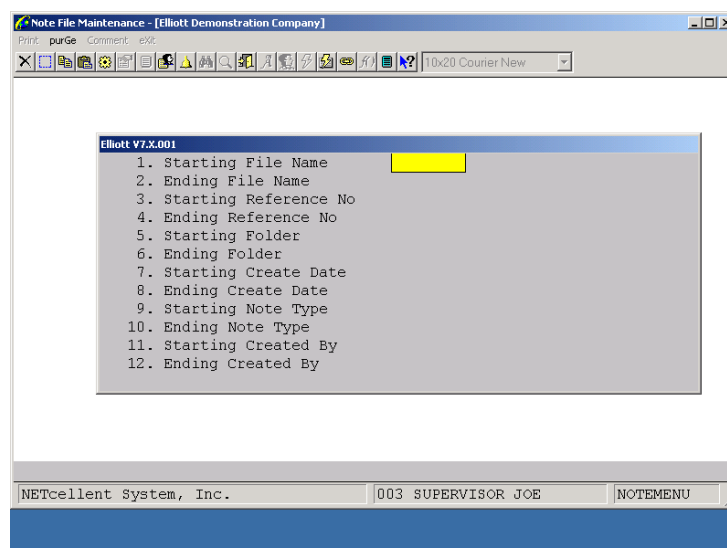 Note File Maintenance - [Elliott Demonstration Company]
Print purGe Comment eXit
10x20 Courier New
Elliott V7.X.001
1. Starting File Name
2. Ending File Name
3. Starting Reference No
4. Ending Reference No
5. Starting Folder
6. Ending Folder
7. Starting Create Date
8. Ending Create Date
9. Starting Note Type
10. Ending Note Type
11. Starting Created By
12. Ending Created By
NETcellent System, Inc. 003 SUPERVISOR JOE NOTEMENU